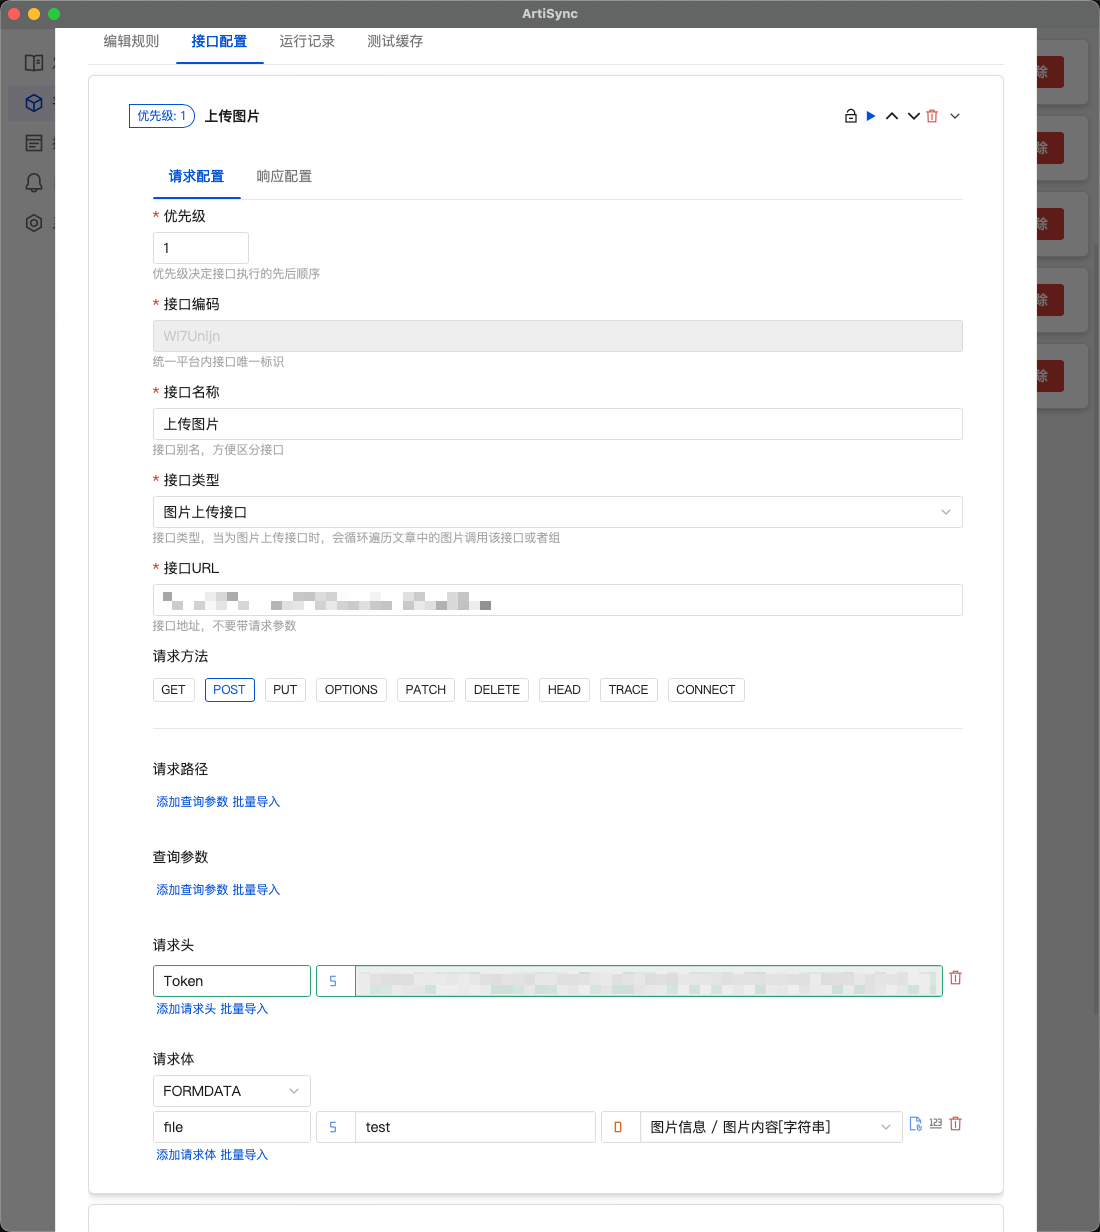 ArtiSync
编辑规则 接口配置 运行记录 测试缓存
优先级: 1 上传图片
请求配置 响应配置
* 优先级
1
优先级决定接口执行的先后顺序
* 接口编码
Wi7UnIjn
统一平台内接口唯一标识
* 接口名称
上传图片
接口别名，方便区分接口
* 接口类型
图片上传接口
接口类型，当为图片上传接口时，会循环遍历文章中的图片调用该接口或者组
* 接口URL
接口地址，不要带请求参数
请求方法
GET POST PUT OPTIONS PATCH DELETE HEAD TRACE CONNECT
请求路径
添加查询参数 批量导入
查询参数
添加查询参数 批量导入
请求头
Token S
添加请求头 批量导入
请求体
FORMDATA
file S test 图片信息 / 图片内容[字符串] 123
添加请求体 批量导入
除
除
除
除
除